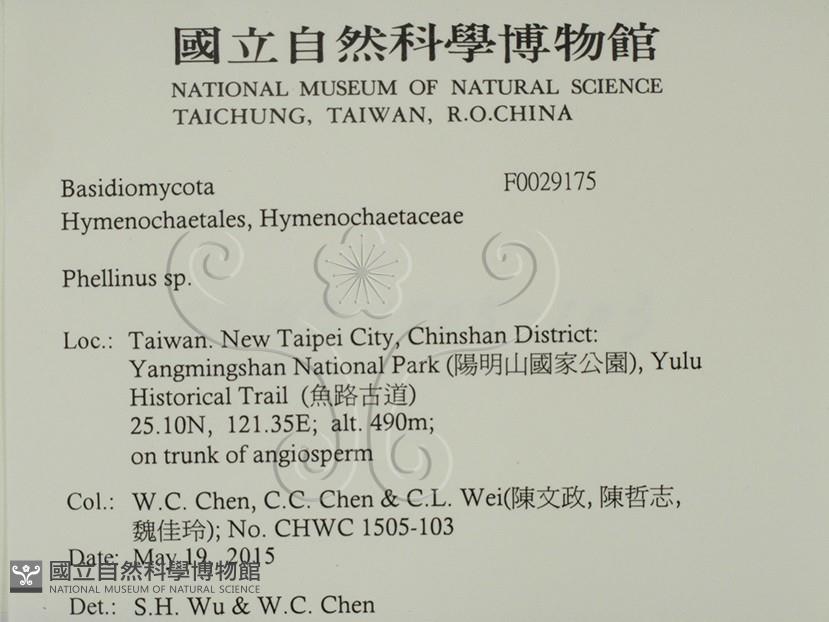 國立自然科學博物館
NATIONAL MUSEUM OF NATURAL SCIENCE
TAICHUNG, TAIWAN, R.O.CHINA
Basidiomycota F0029175
Hymenochaetales, Hymenochaetaceae
Phellinus sp.
Loc.: Taiwan. New Taipei City, Chinshan District:
Yangmingshan National Park (陽明山國家公園), Yulu
Historical Trail (魚路古道)
25.10N, 121.35E; alt. 490m;
on trunk of angiosperm
Col.: W.C. Chen, C.C. Chen & C.L. Wei(陳文政, 陳哲志,
魏佳玲); No. CHWC 1505-103
Date: May 19, 2015
國立自然科學博物館
NATIONAL MUSEUM OF NATURAL SCIENCE
Det.: S.H. Wu & W.C. Chen